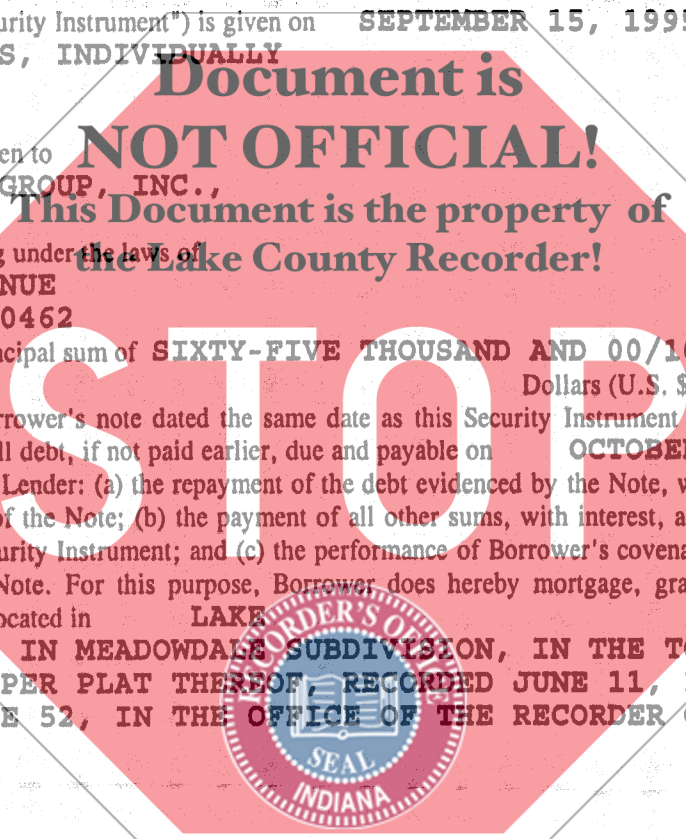 urity Instrument") is given on SEPTEMBER 15, 1995
S, INDIVIDUALLY
Document is
en to
NOT OFFICIAL!
GROUP, INC.,
This Document is the property of
g under the laws of
the Lake County Recorder!
NUE
0462
ncipal sum of SIXTY-FIVE THOUSAND AND 00/10
Dollars (U.S. $
STOP
rrower's note dated the same date as this Security Instrument
ll debt, if not paid earlier, due and payable on OCTOBER
Lender: (a) the repayment of the debt evidenced by the Note, w
of the Note; (b) the payment of all other sums, with interest, a
urity Instrument; and (c) the performance of Borrower's covena
Note. For this purpose, Borrower does hereby mortgage, gra
ocated in LAKE
IN MEADOWDALE SUBDIVISION, IN THE TO
PER PLAT THEREOF, RECORDED JUNE 11,
E 52, IN THE OFFICE OF THE RECORDER
RECORDER'S OFFICE
SEAL
INDIANA